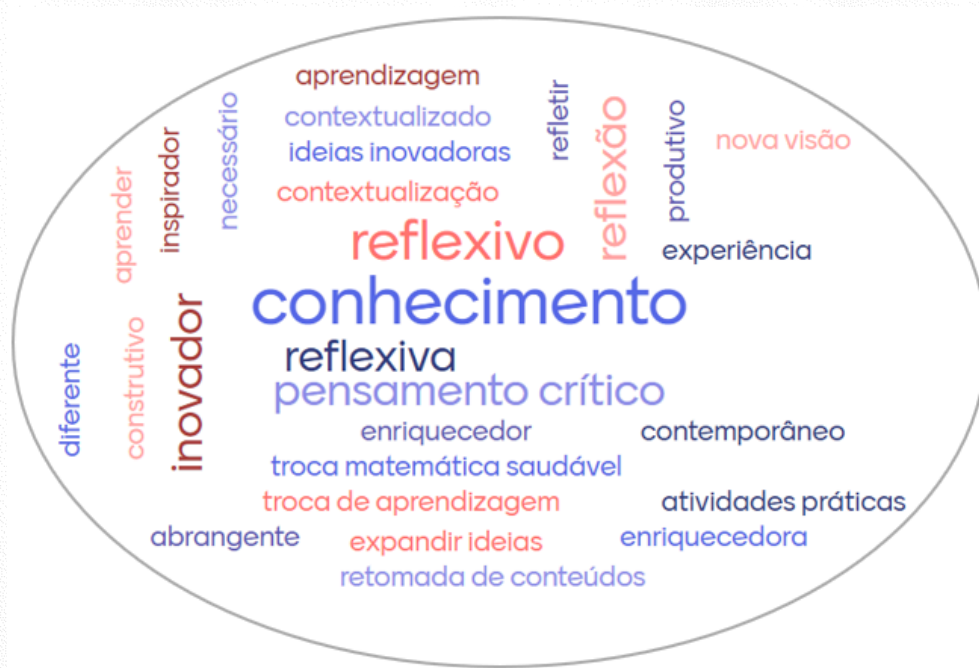 aprendizagem
contextualizado
ideias inovadoras
contextualização
refletir
reflexão
produtivo
nova visão
necessário
inspirador
aprender
reflexivo
experiência
conhecimento
inovador
construtivo
diferente
reflexiva
pensamento crítico
enriquecedor
contemporâneo
troca matemática saudável
troca de aprendizagem
atividades práticas
abrangente
expandir ideias
enriquecedora
retomada de conteúdos